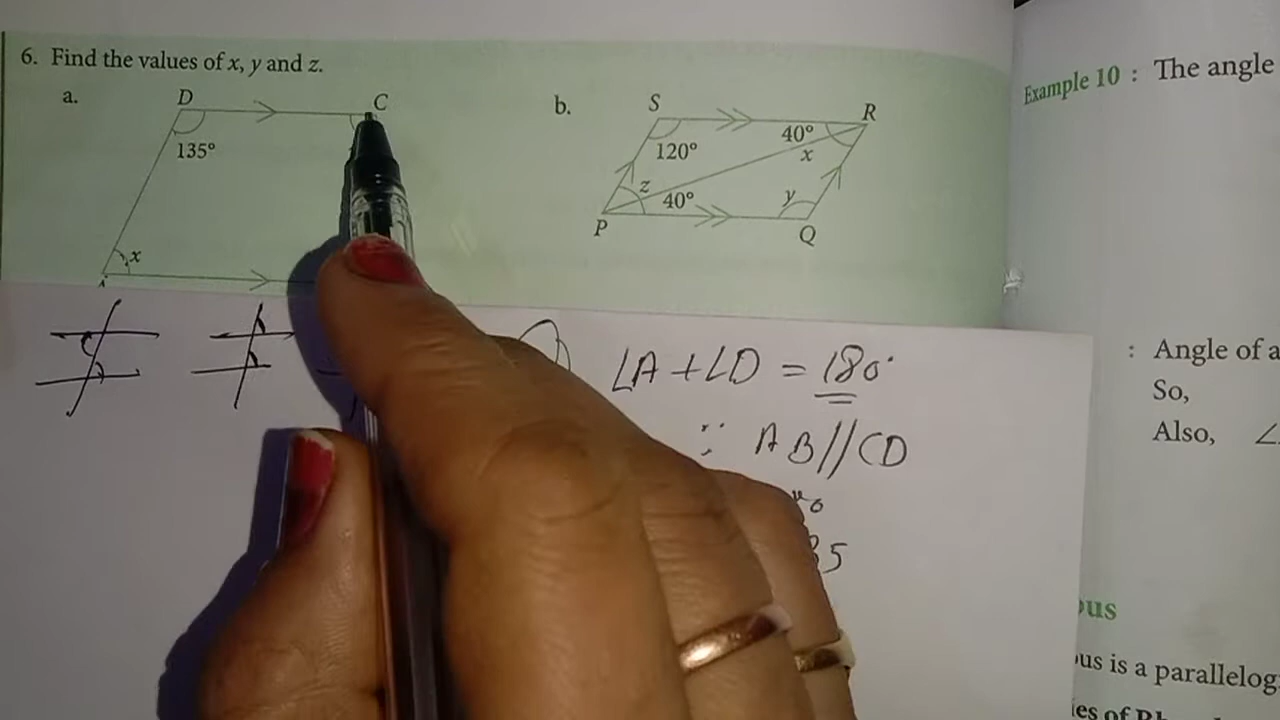 6. Find the values of x, y and z.
a.
D
C
135°
x
b.
S
R
40°
120°
x
z
40°
y
P
Q
∠A + ∠D = 180°
∵ AB // CD
Example 10 : The angle
: Angle of a
So,
Also, ∠
us is a parallelog